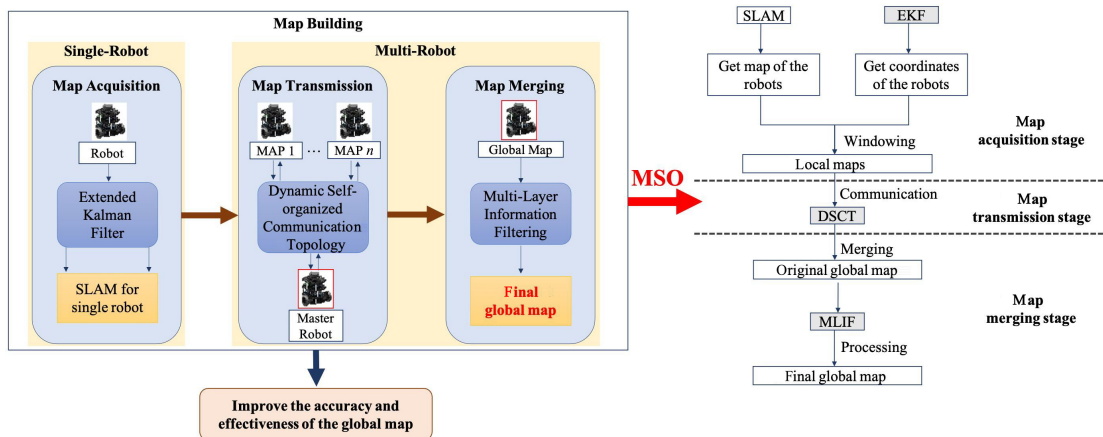 Map Building
Single-Robot
Multi-Robot
Map Acquisition
Robot
Extended
Kalman
Filter
SLAM for
single robot
Map Transmission
MAP 1
...
MAP n
Dynamic Self-
organized
Communication
Topology
Master
Robot
Map Merging
Global Map
Multi-Layer
Information
Filtering
Final
global map
Improve the accuracy and
effectiveness of the global map
MSO
SLAM
EKF
Get map of the
robots
Get coordinates
of the robots
Windowing
Local maps
Map
acquisition stage
Communication
DSCT
Map
transmission stage
Merging
Original global map
MLIF
Processing
Final global map
Map
merging stage